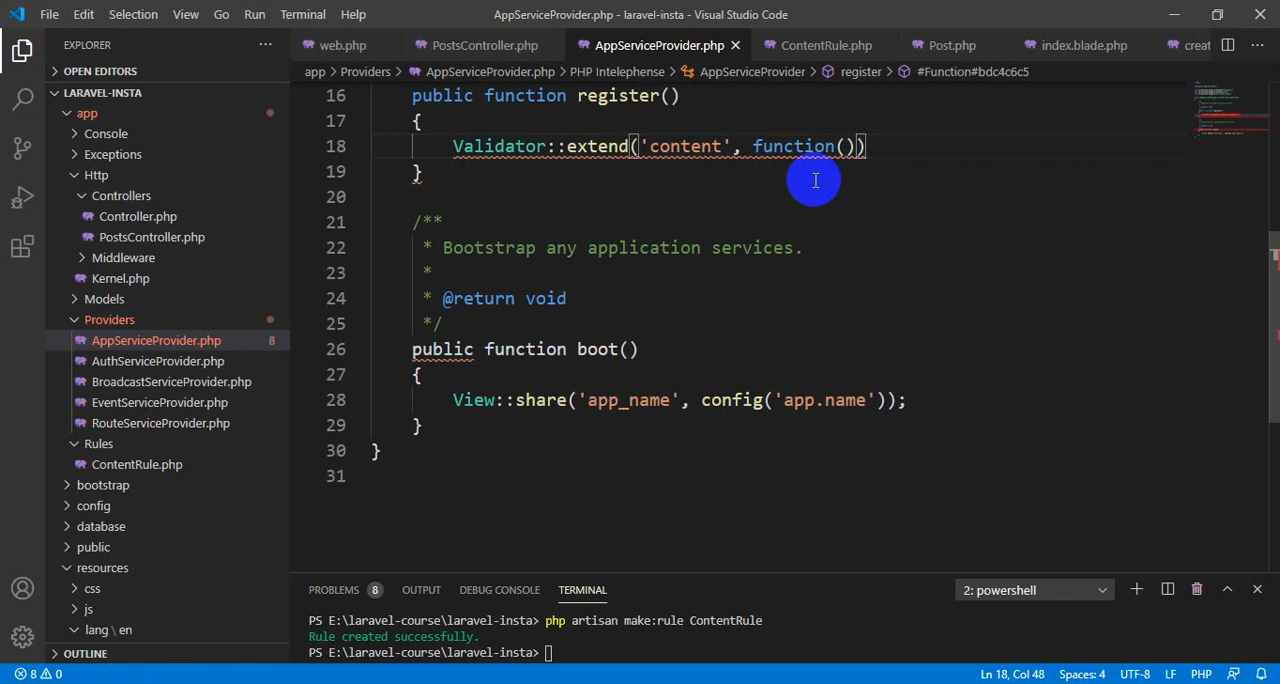 File Edit Selection View Go Run Terminal Help AppServiceProvider.php - laravel-insta - Visual Studio Code
EXPLORER
web.php PostsController.php AppServiceProvider.php ContentRule.php Post.php index.blade.php creat
OPEN EDITORS
app > Providers > AppServiceProvider.php > PHP Intelephense > AppServiceProvider > register > #Function#bdc4c6c5
LARAVEL-INSTA
app
Console
Exceptions
Http
Controllers
Controller.php
PostsController.php
Middleware
Kernel.php
Models
Providers
AppServiceProvider.php 8
AuthServiceProvider.php
BroadcastServiceProvider.php
EventServiceProvider.php
RouteServiceProvider.php
Rules
ContentRule.php
bootstrap
config
database
public
resources
css
js
lang \ en
OUTLINE
16 public function register()
17 {
18 Validator::extend('content', function())
19 }
20
21 /**
22 * Bootstrap any application services.
23 *
24 * @return void
25 */
26 public function boot()
27 {
28 View::share('app_name', config('app.name'));
29 }
30 }
31
PROBLEMS 8 OUTPUT DEBUG CONSOLE TERMINAL 2: powershell
PS E:\laravel-course\laravel-insta> php artisan make:rule ContentRule
Rule created successfully.
PS E:\laravel-course\laravel-insta>
8 0 Ln 18, Col 48 Spaces: 4 UTF-8 LF PHP